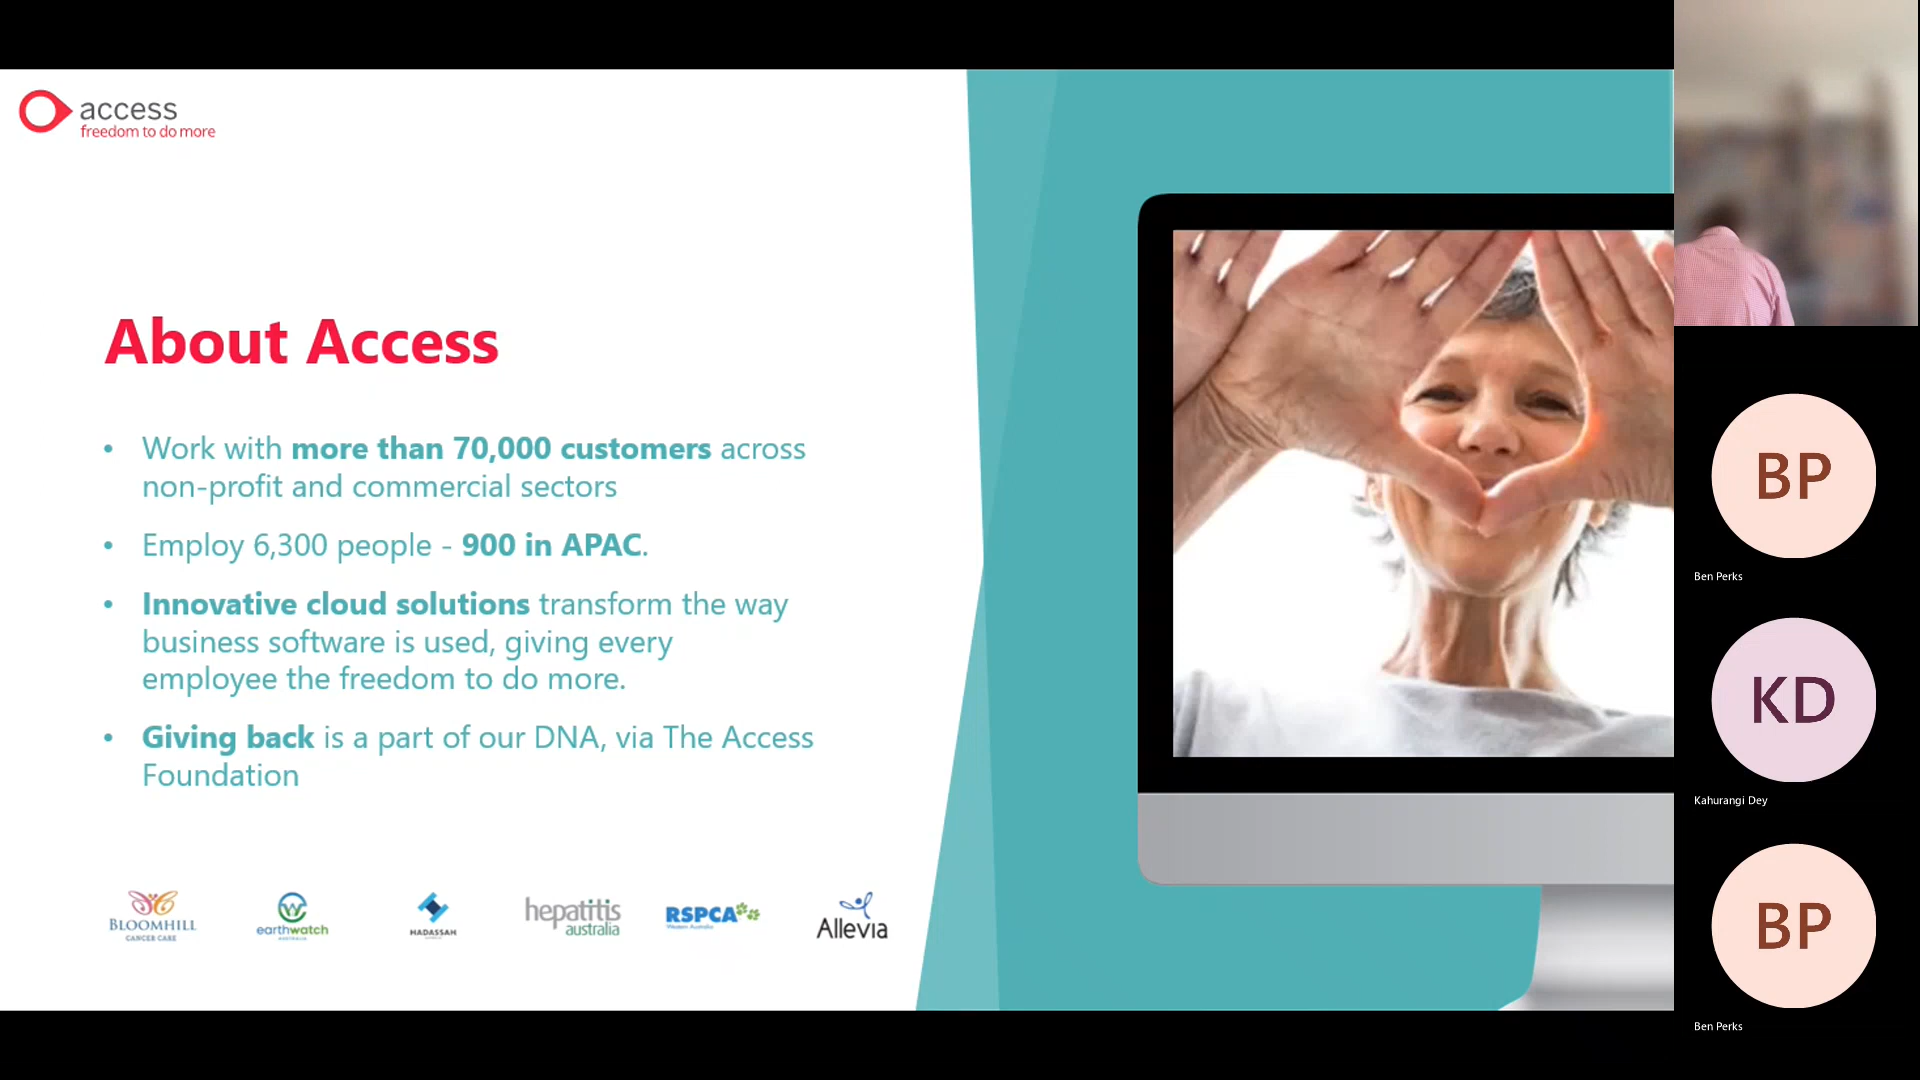 access
freedom to do more
About Access
• Work with more than 70,000 customers across
non-profit and commercial sectors
• Employ 6,300 people - 900 in APAC.
• Innovative cloud solutions transform the way
business software is used, giving every
employee the freedom to do more.
• Giving back is a part of our DNA, via The Access
Foundation
BLOOMHILL
CANCER CARE
earthwatch
AUSTRALIA
HADASSAH
hepatitis
australia
RSPCA
Western Australia
Allevia
BP
Ben Perks
KD
Kahurangi Dey
BP
Ben Perks